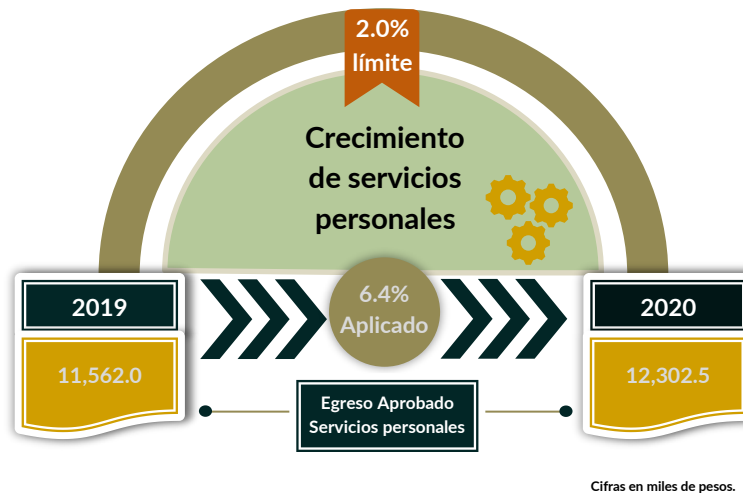 2.0%
límite
Crecimiento
de servicios
personales
2019
6.4%
Aplicado
2020
11,562.0
12,302.5
Egreso Aprobado
Servicios personales
Cifras en miles de pesos.